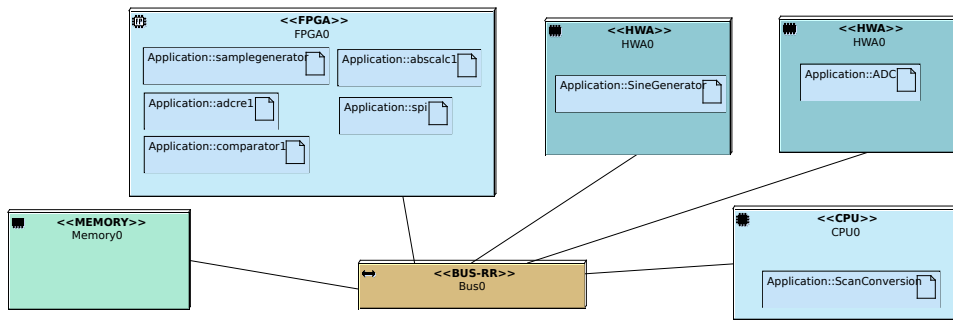 <<FPGA>>
FPGA0
Application::samplegenerator
Application::abscalc1
Application::adcre1
Application::spi
Application::comparator1
<<HWA>>
HWA0
Application::SineGenerator
<<HWA>>
HWA0
Application::ADC
<<MEMORY>>
Memory0
<<BUS-RR>>
Bus0
<<CPU>>
CPU0
Application::ScanConversion